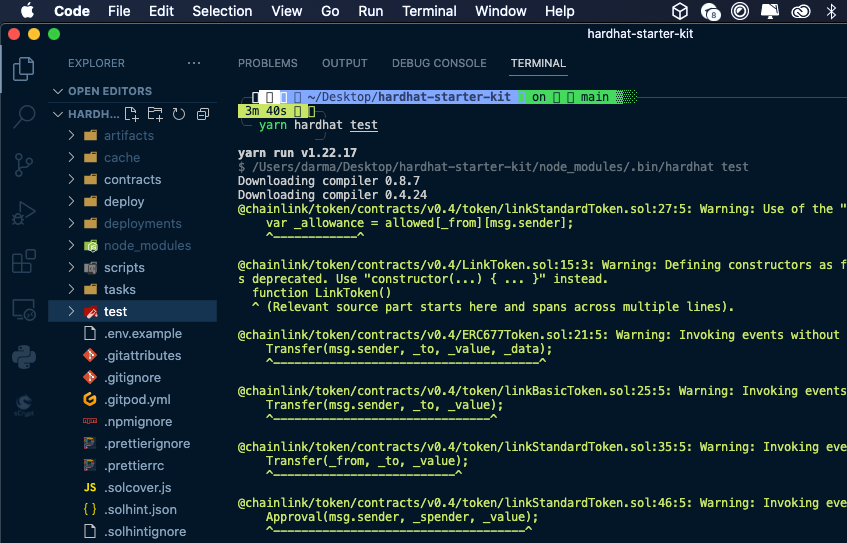 Code File Edit Selection View Go Run Terminal Window Help
8
hardhat-starter-kit
EXPLORER ...
PROBLEMS OUTPUT DEBUG CONSOLE TERMINAL
OPEN EDITORS
HARDH...
artifacts
cache
contracts
deploy
deployments
node_modules
scripts
tasks
test
.env.example
.gitattributes
.gitignore
.gitpod.yml
.npmignore
.prettierignore
.prettierrc
JS .solcover.js
{ } .solhint.json
.solhintignore
~/Desktop/hardhat-starter-kit on main
3m 40s
yarn hardhat test
yarn run v1.22.17
$ /Users/darma/Desktop/hardhat-starter-kit/node_modules/.bin/hardhat test
Downloading compiler 0.8.7
Downloading compiler 0.4.24
@chainlink/token/contracts/v0.4/token/linkStandardToken.sol:27:5: Warning: Use of the "
var _allowance = allowed[_from][msg.sender];
^------------^
@chainlink/token/contracts/v0.4/LinkToken.sol:15:3: Warning: Defining constructors as f
s deprecated. Use "constructor(...) { ... }" instead.
function LinkToken()
^ (Relevant source part starts here and spans across multiple lines).
@chainlink/token/contracts/v0.4/ERC677Token.sol:21:5: Warning: Invoking events without
Transfer(msg.sender, _to, _value, _data);
^--------------------------------------^
@chainlink/token/contracts/v0.4/token/linkBasicToken.sol:25:5: Warning: Invoking events
Transfer(msg.sender, _to, _value);
^-------------------------------^
@chainlink/token/contracts/v0.4/token/linkStandardToken.sol:35:5: Warning: Invoking eve
Transfer(_from, _to, _value);
^--------------------------^
@chainlink/token/contracts/v0.4/token/linkStandardToken.sol:46:5: Warning: Invoking eve
Approval(msg.sender, _spender, _value);
^------------------------------------^